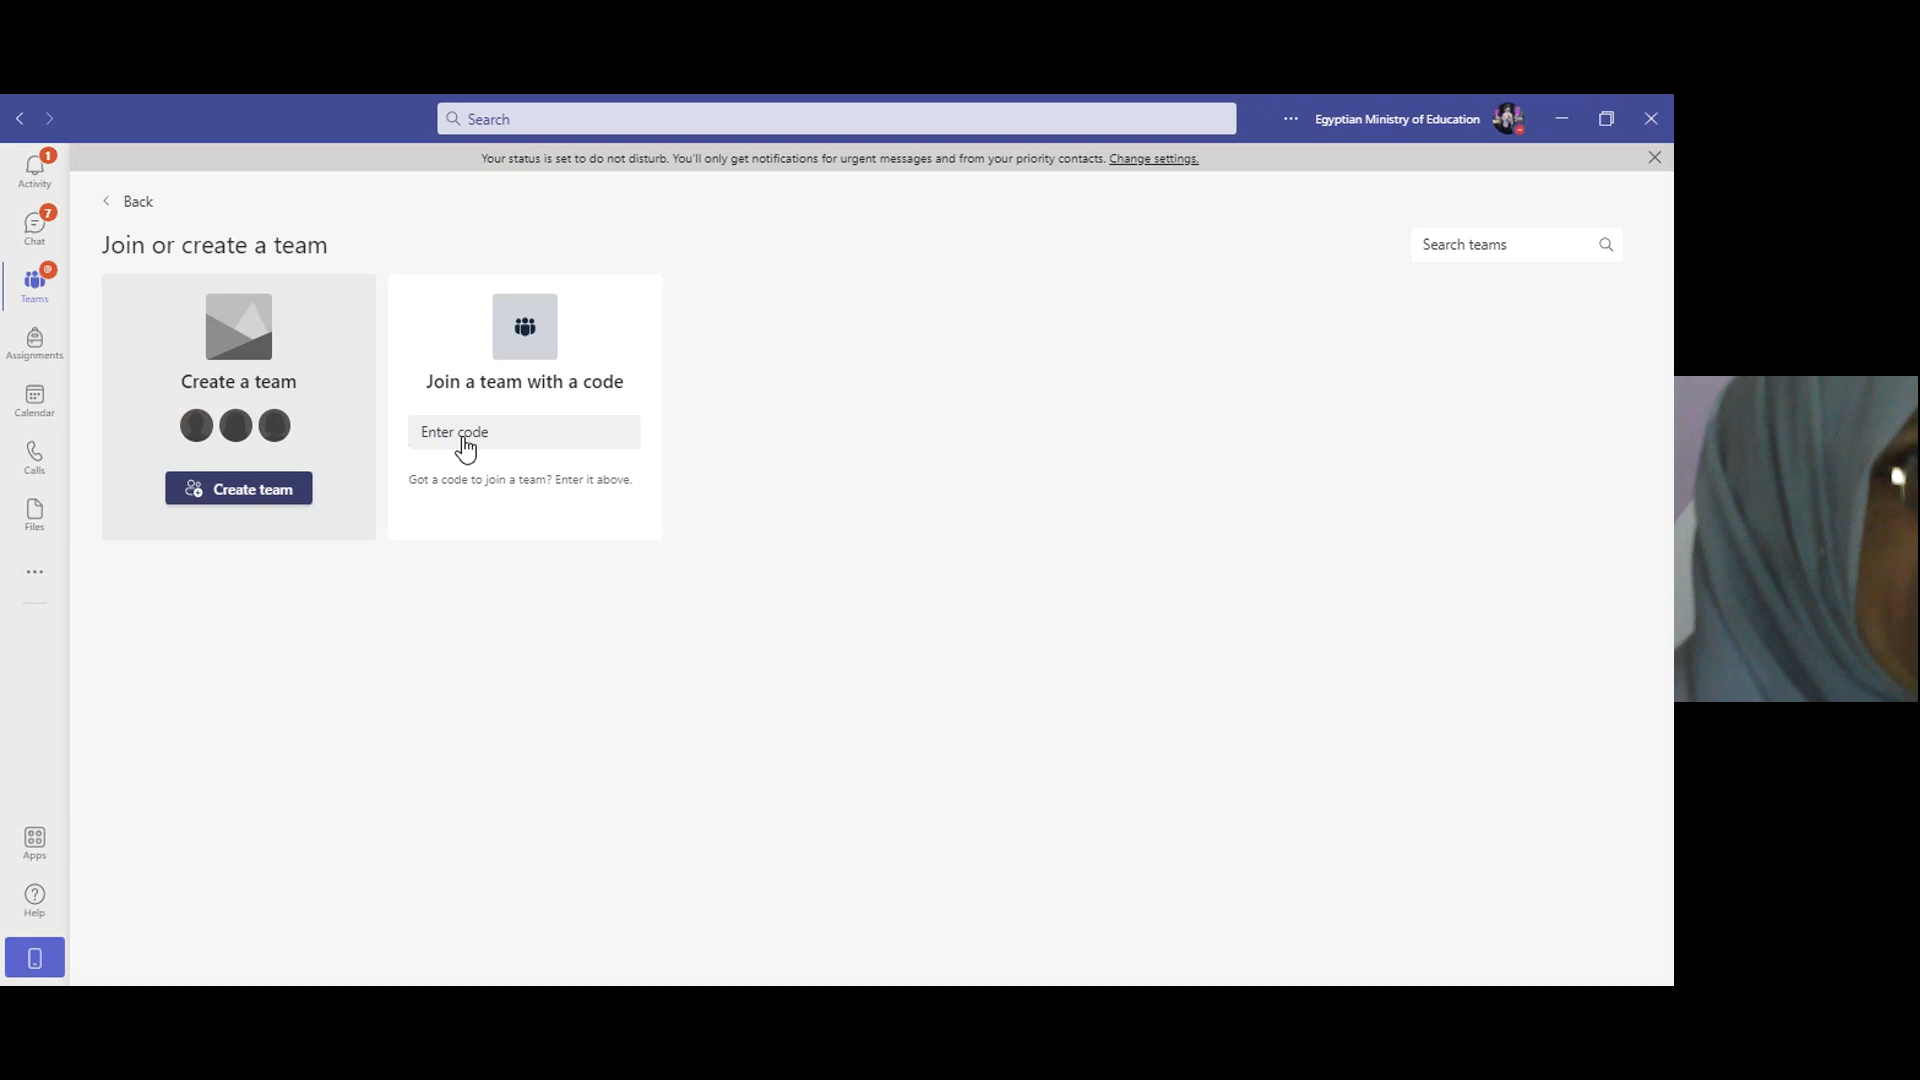 Search
Egyptian Ministry of Education
Your status is set to do not disturb. You'll only get notifications for urgent messages and from your priority contacts. Change settings.
1
Activity
7
Chat
@
Teams
Assignments
Calendar
Calls
Files
Apps
Help
Back
Join or create a team
Search teams
Create a team
Create team
Join a team with a code
Enter code
Got a code to join a team? Enter it above.